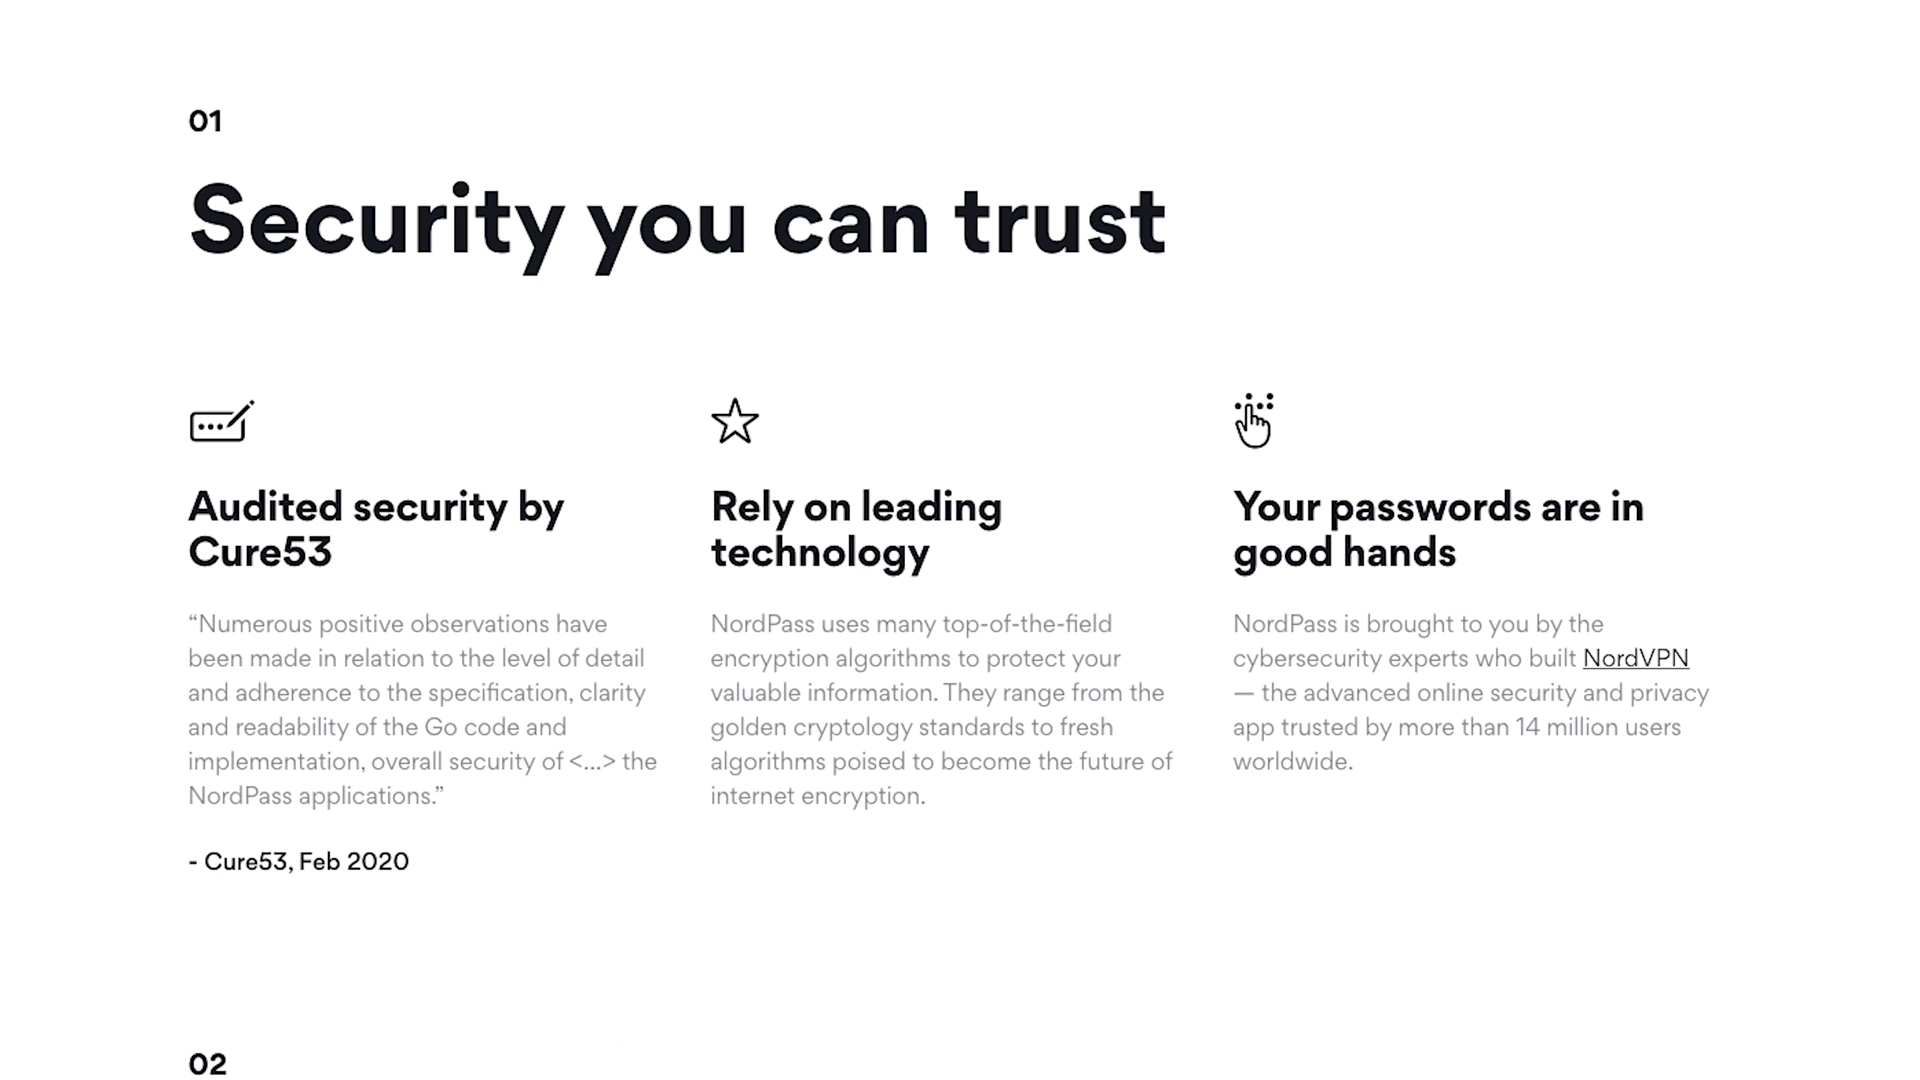 01
Security you can trust
Audited security by
Cure53
“Numerous positive observations have
been made in relation to the level of detail
and adherence to the specification, clarity
and readability of the Go code and
implementation, overall security of <...> the
NordPass applications.”
- Cure53, Feb 2020
Rely on leading
technology
NordPass uses many top-of-the-field
encryption algorithms to protect your
valuable information. They range from the
golden cryptology standards to fresh
algorithms poised to become the future of
internet encryption.
Your passwords are in
good hands
NordPass is brought to you by the
cybersecurity experts who built NordVPN
— the advanced online security and privacy
app trusted by more than 14 million users
worldwide.
02